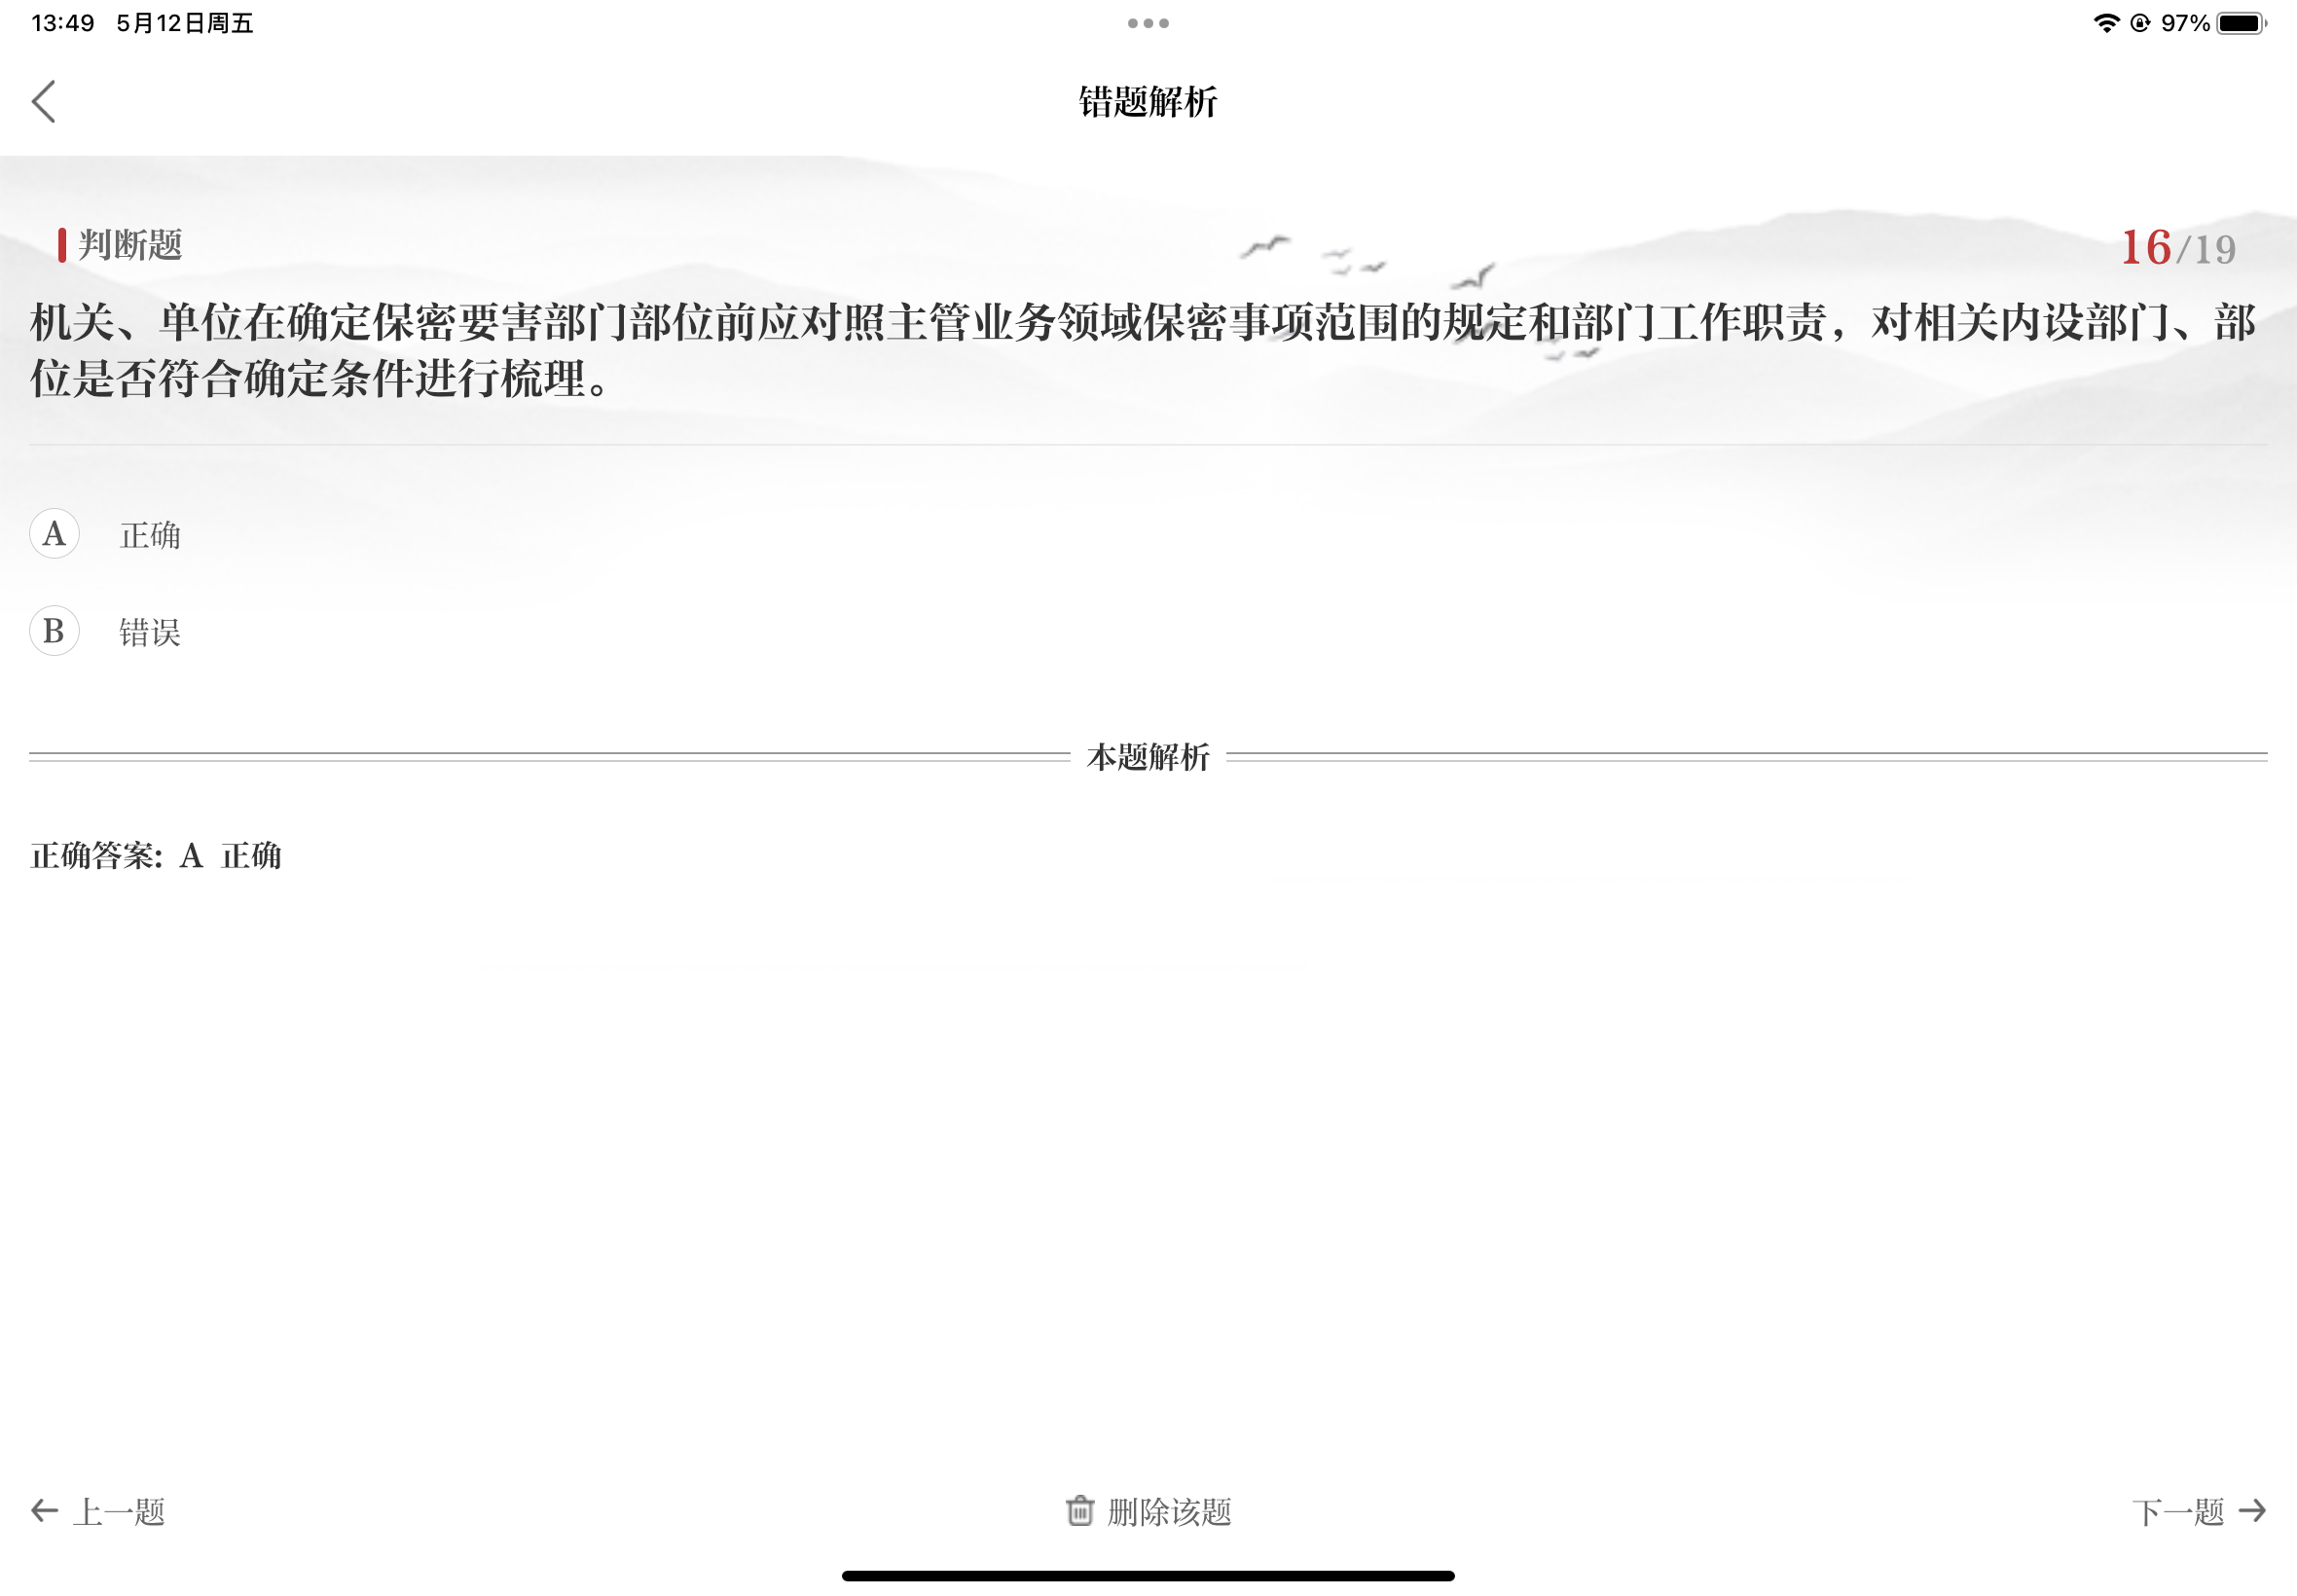 13:49 5月12日周五
97%
错题解析
判断题
16/19
机关、单位在确定保密要害部门部位前应对照主管业务领域保密事项范围的规定和部门工作职责，对相关内设部门、部
位是否符合确定条件进行梳理。
A 正确
B 错误
本题解析
正确答案: A 正确
上一题
删除该题
下一题